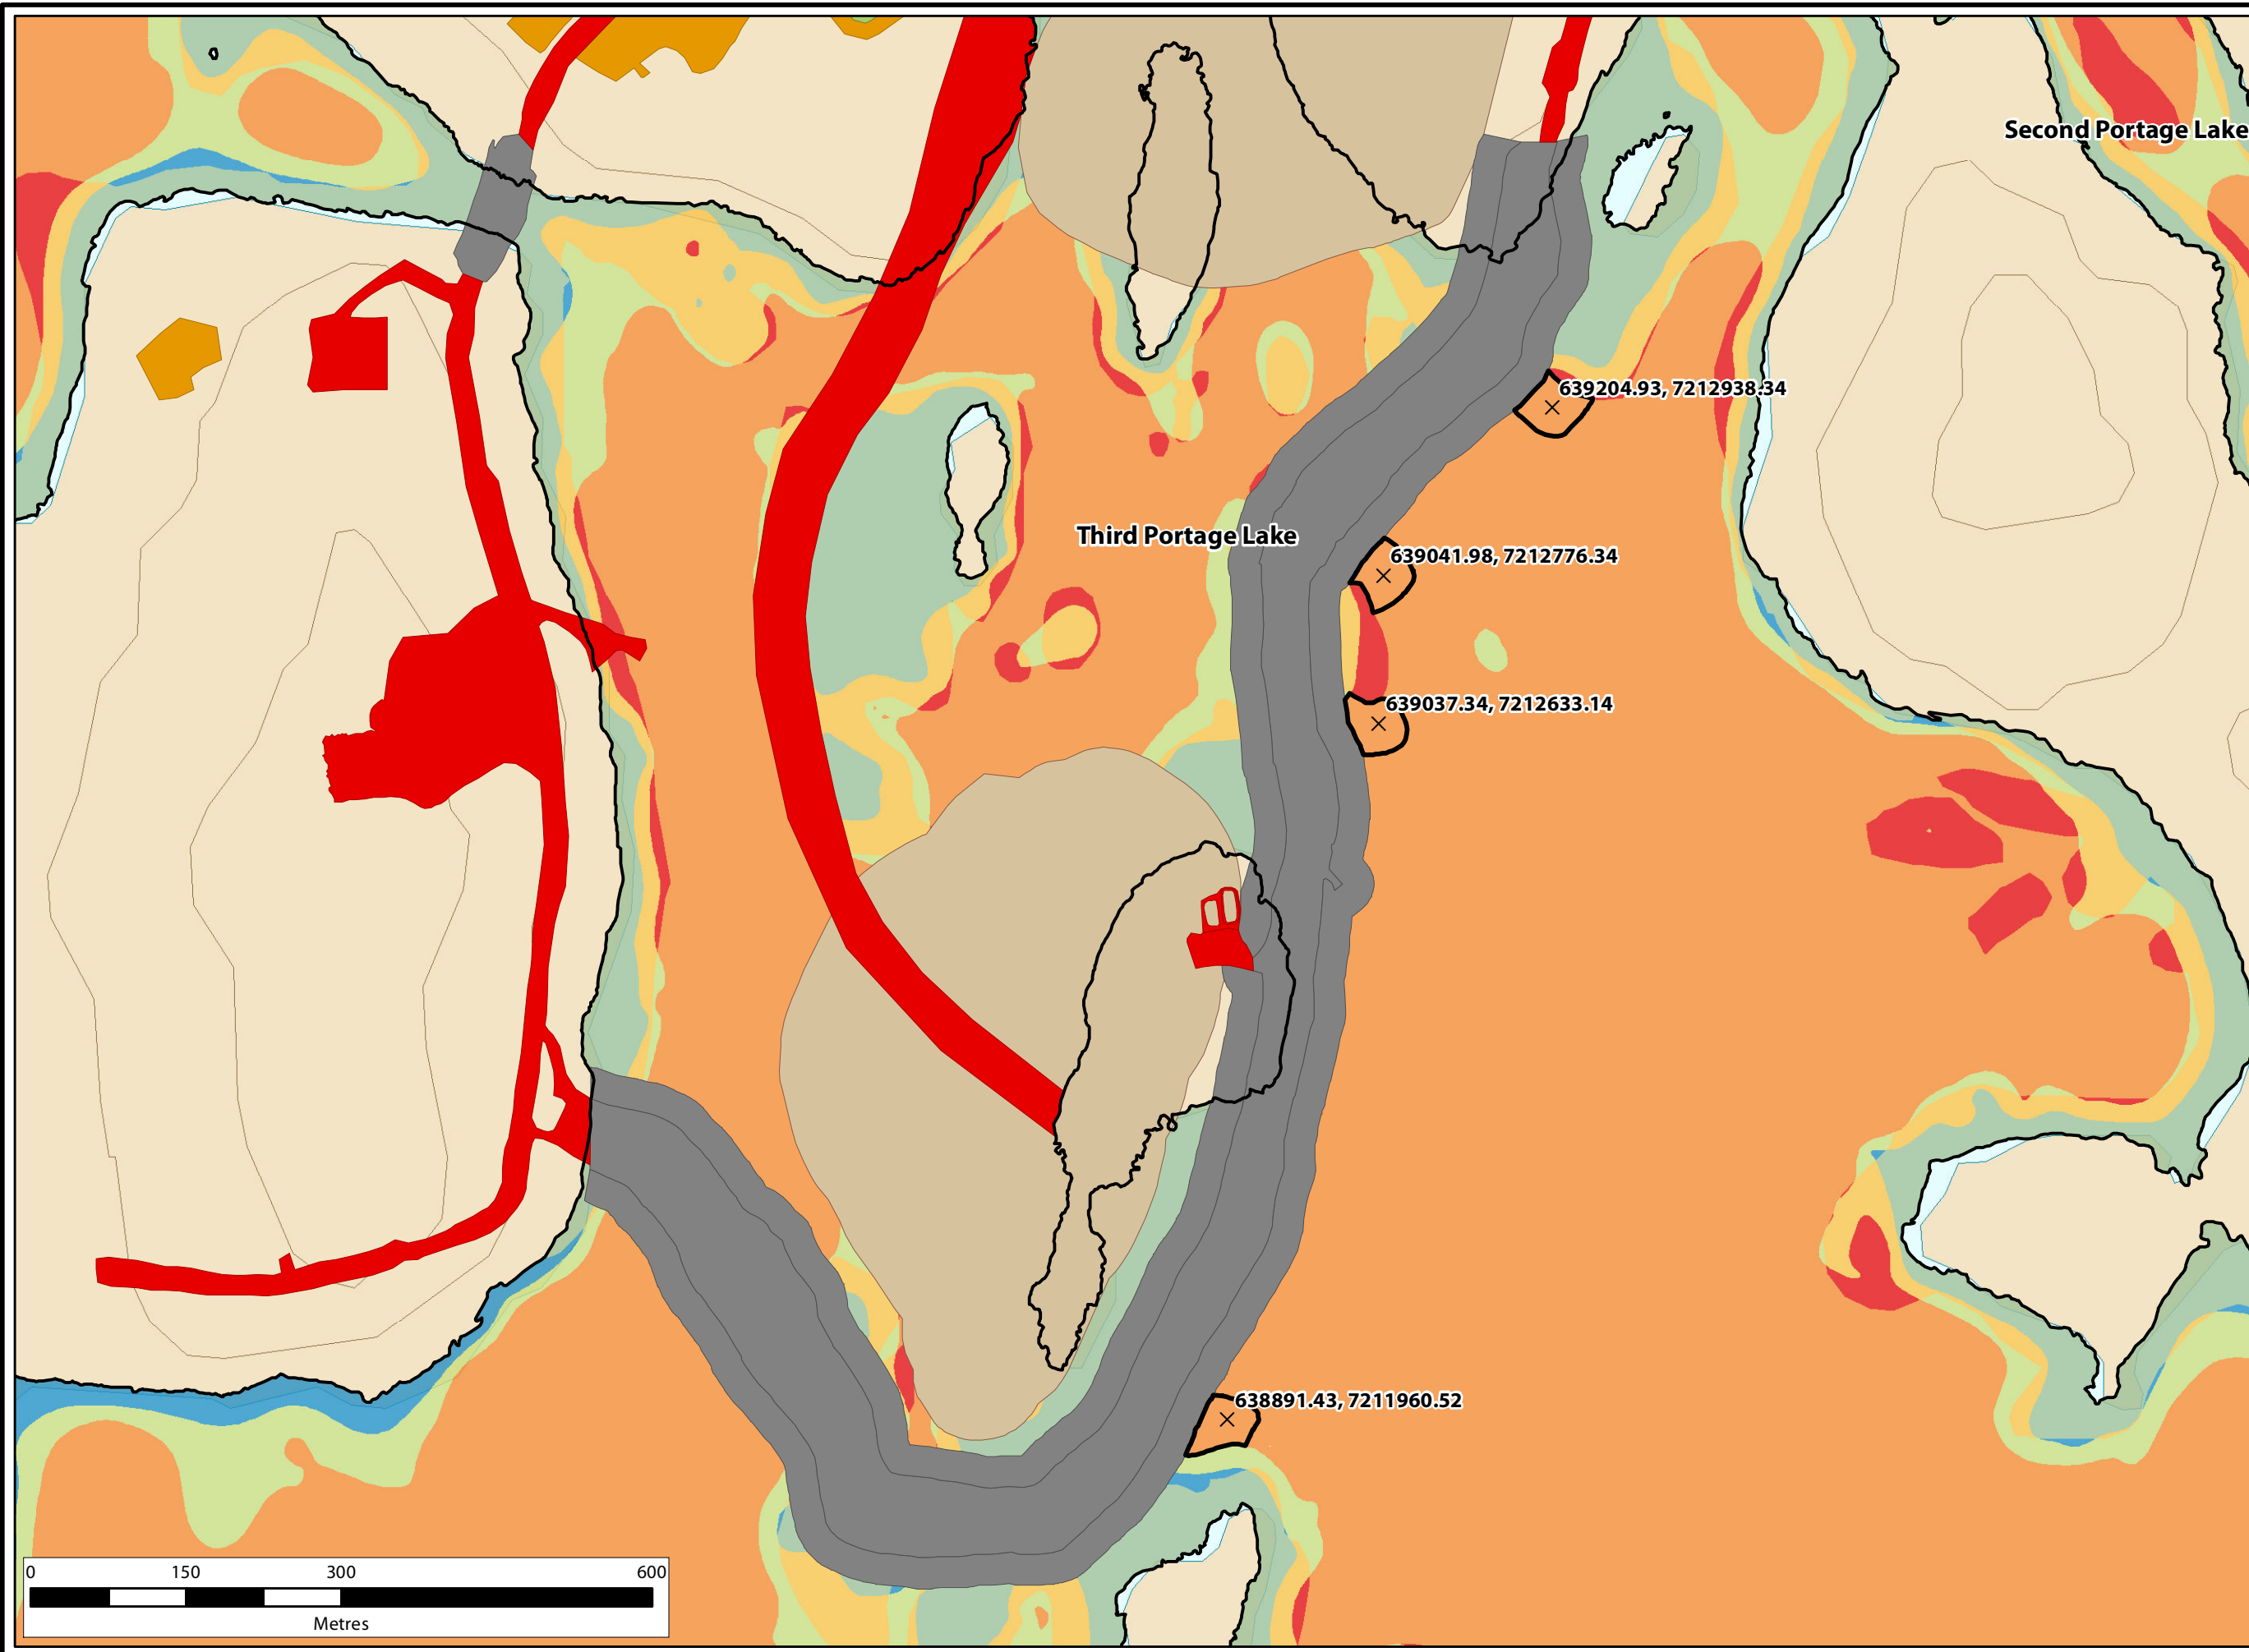 Second Portage Lake
639204.93, 7212938.34
Third Portage Lake
639041.98, 7212776.34
639037.34, 7212633.14
638891.43, 7211960.52
0 150 300 600
Metres